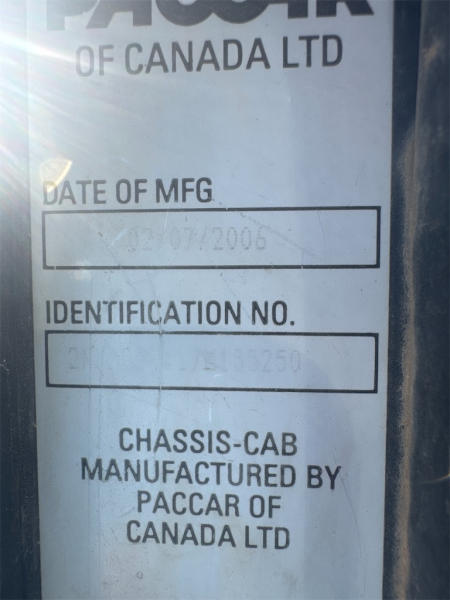 PACCAR
OF CANADA LTD
DATE OF MFG
02/07/2006
IDENTIFICATION NO.
CHASSIS-CAB
MANUFACTURED BY
PACCAR OF
CANADA LTD